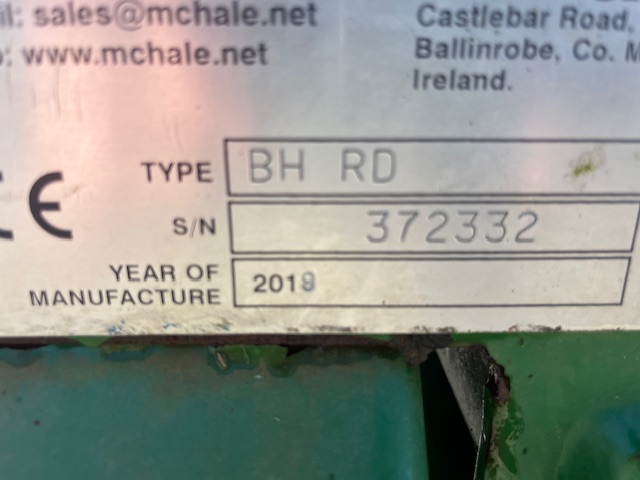 il: sales@mchale.net
: www.mchale.net
Castlebar Road,
Ballinrobe, Co. M
Ireland.
CE
TYPE BH RD
S/N 372332
YEAR OF
MANUFACTURE 2019